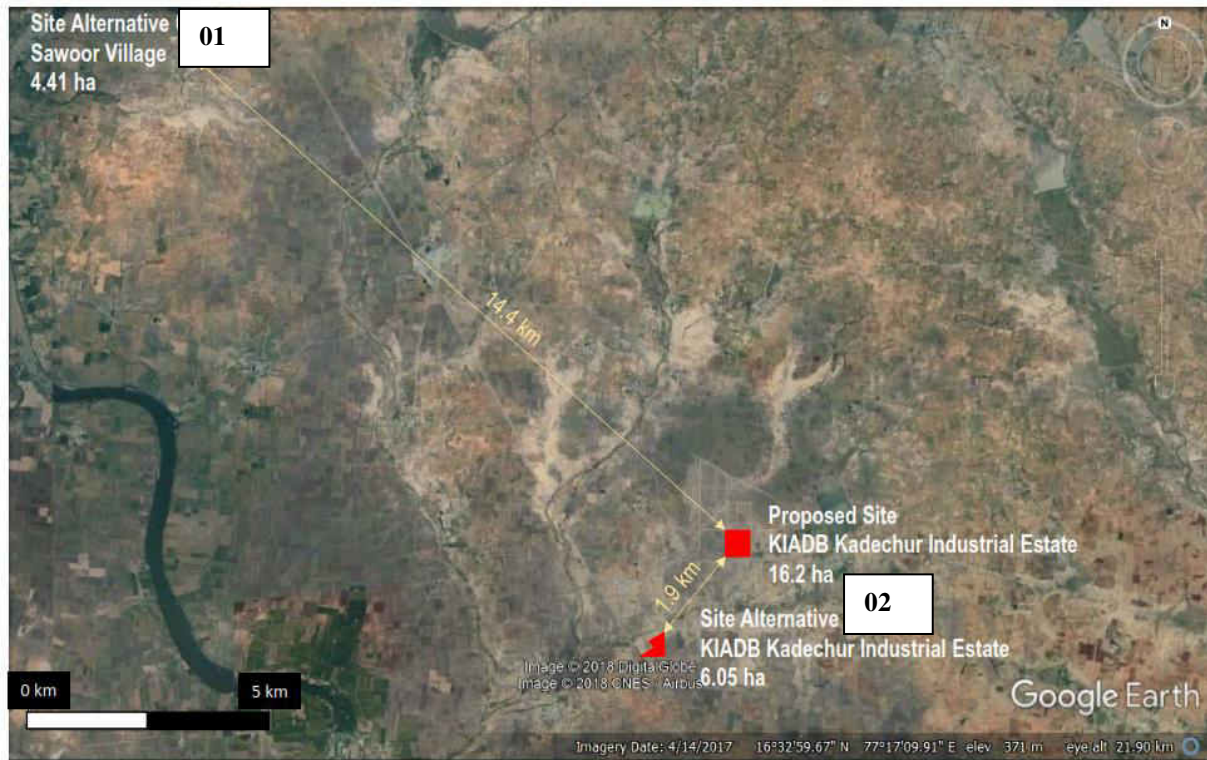 Site Alternative
01
Sawoor Village
4.41 ha
N
14.4 km
Proposed Site
KIADB Kadechur Industrial Estate
16.2 ha
1.9 km
02
Site Alternative
KIADB Kadechur Industrial Estate
6.05 ha
Image © 2018 DigitalGlobe
Image © 2018 CNES / Airbus
0 km
5 km
Google Earth
Imagery Date: 4/14/2017 16°32'59.67" N 77°17'09.91" E elev 371 m eye alt 21.90 km